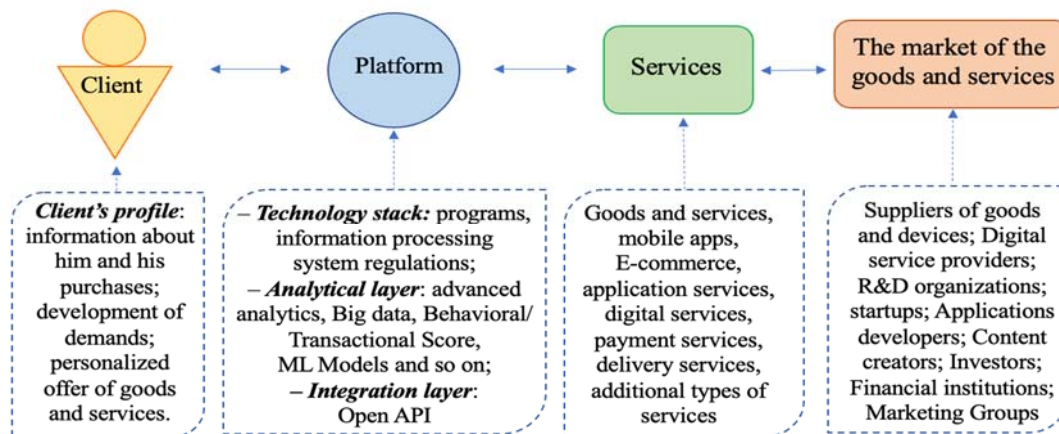 Client
Platform
Services
The market of the
goods and services
Client's profile:
information about
him and his
purchases;
development of
demands;
personalized
offer of goods
and services.
– Technology stack: programs,
information processing
system regulations;
– Analytical layer: advanced
analytics, Big data, Behavioral/
Transactional Score,
ML Models and so on;
– Integration layer:
Open API
Goods and services,
mobile apps,
E-commerce,
application services,
digital services,
payment services,
delivery services,
additional types of
services
Suppliers of goods
and devices; Digital
service providers;
R&D organizations;
startups; Applications
developers; Content
creators; Investors;
Financial institutions;
Marketing Groups